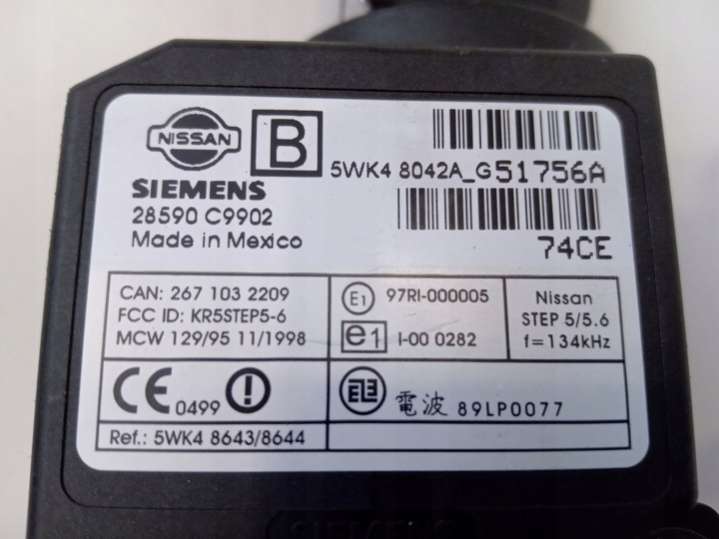 NISSAN
B
5WK4 8042A_G51756A
SIEMENS
28590 C9902
Made in Mexico
74CE
CAN: 267 103 2209
FCC ID: KR5STEP5-6
MCW 129/95 11/1998
E1 97RI-000005
e1 I-00 0282
Nissan
STEP 5/5.6
f=134kHz
CE 0499
電波 89LP0077
Ref.: 5WK4 8643/8644
SIEMENS